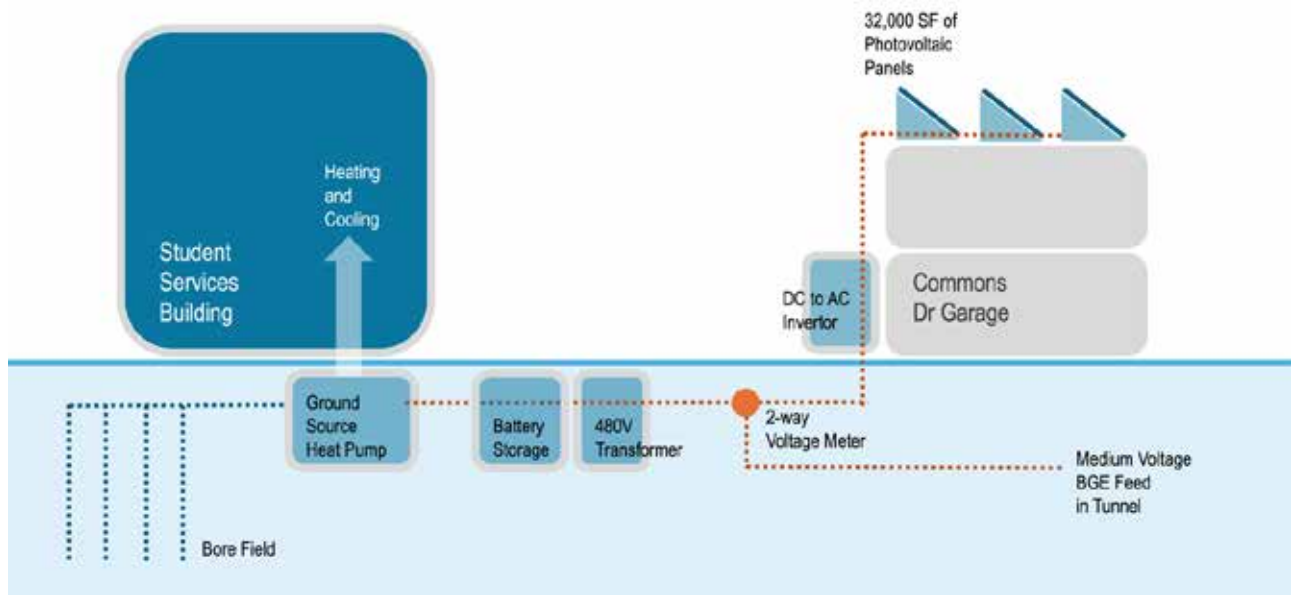 32,000 SF of
Photovoltaic
Panels
Heating
and
Cooling
Student
Services
Building
DC to AC
Invertor
Commons
Dr Garage
Ground
Source
Heat Pump
Battery
Storage
480V
Transformer
2-way
Voltage Meter
Medium Voltage
BGE Feed
in Tunnel
Bore Field